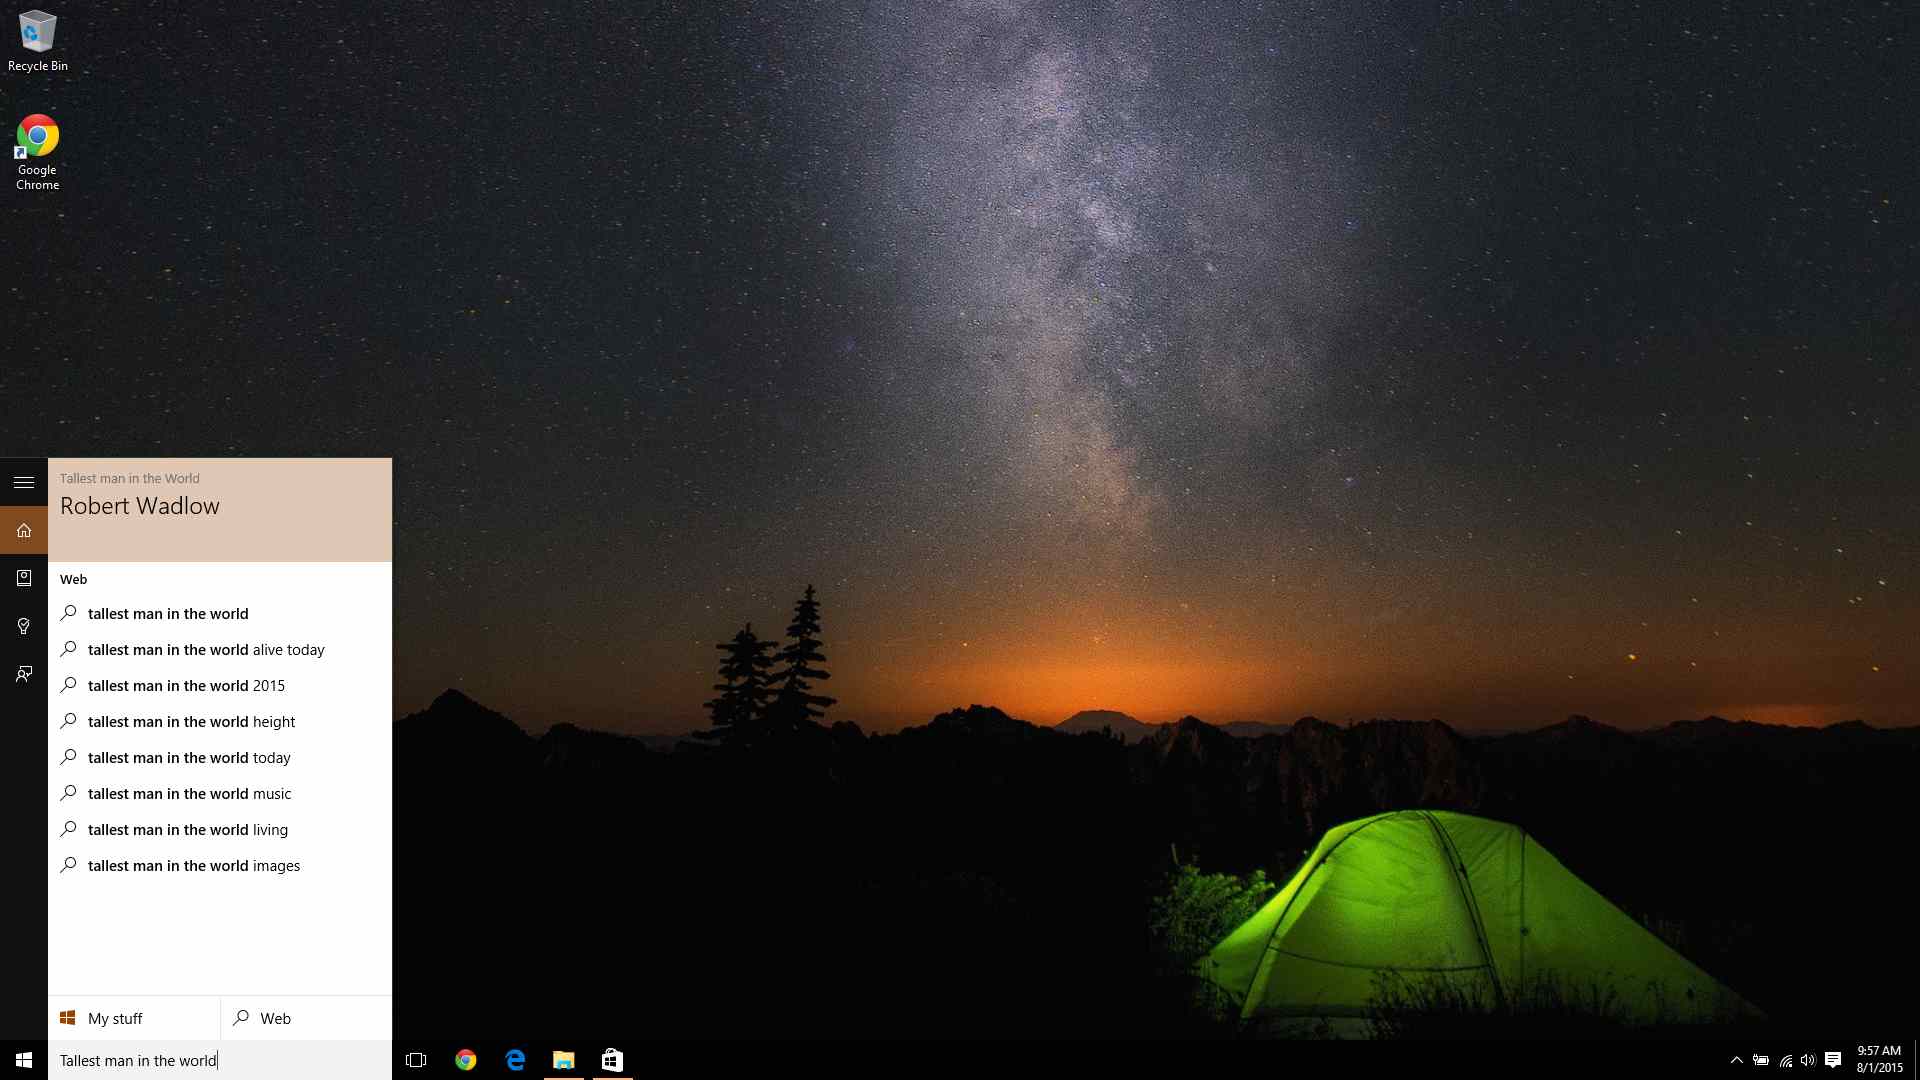 Recycle Bin
Google
Chrome
Tallest man in the World
Robert Wadlow
Web
tallest man in the world
tallest man in the world alive today
tallest man in the world 2015
tallest man in the world height
tallest man in the world today
tallest man in the world music
tallest man in the world living
tallest man in the world images
My stuff
Web
Tallest man in the world
9:57 AM
8/1/2015